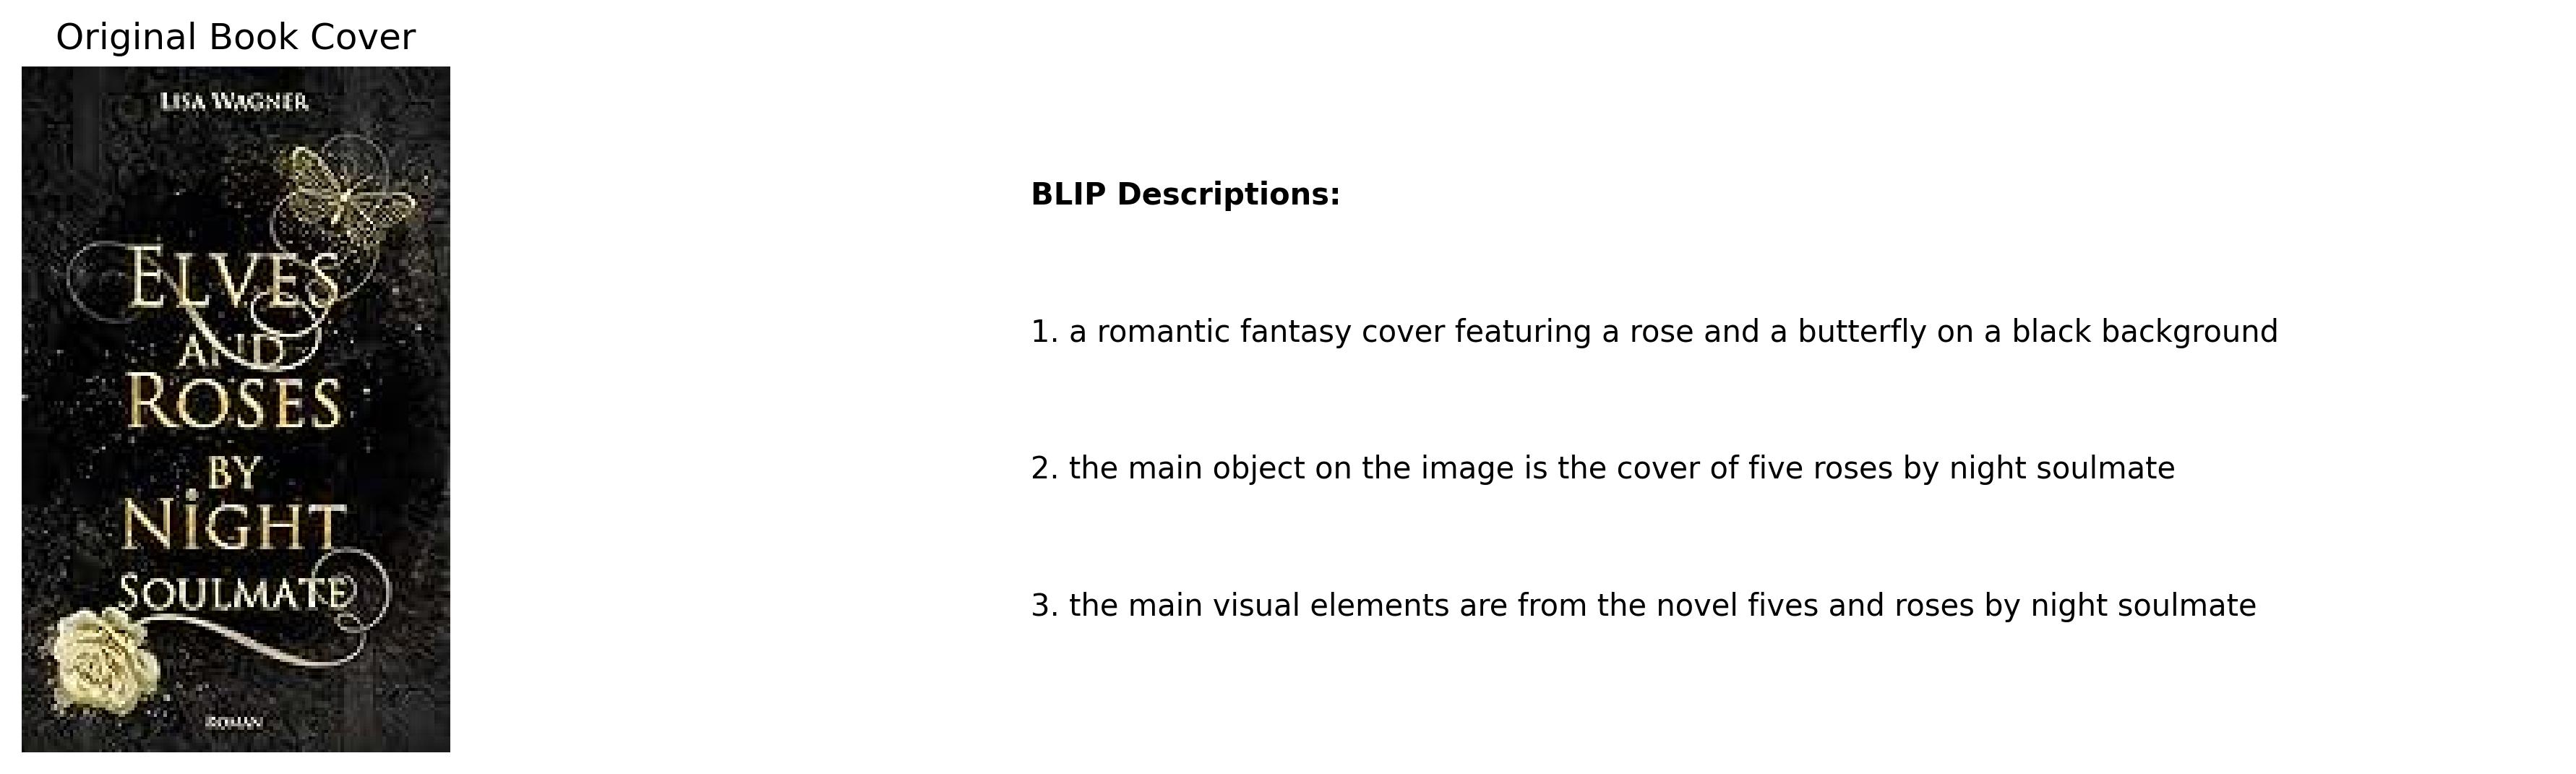 Original Book Cover
LISA WAGNER
ELVES
AND
ROSES
BY
NiGHT
SOULMATE
ROMAN
BLIP Descriptions:
1. a romantic fantasy cover featuring a rose and a butterfly on a black background
2. the main object on the image is the cover of five roses by night soulmate
3. the main visual elements are from the novel fives and roses by night soulmate